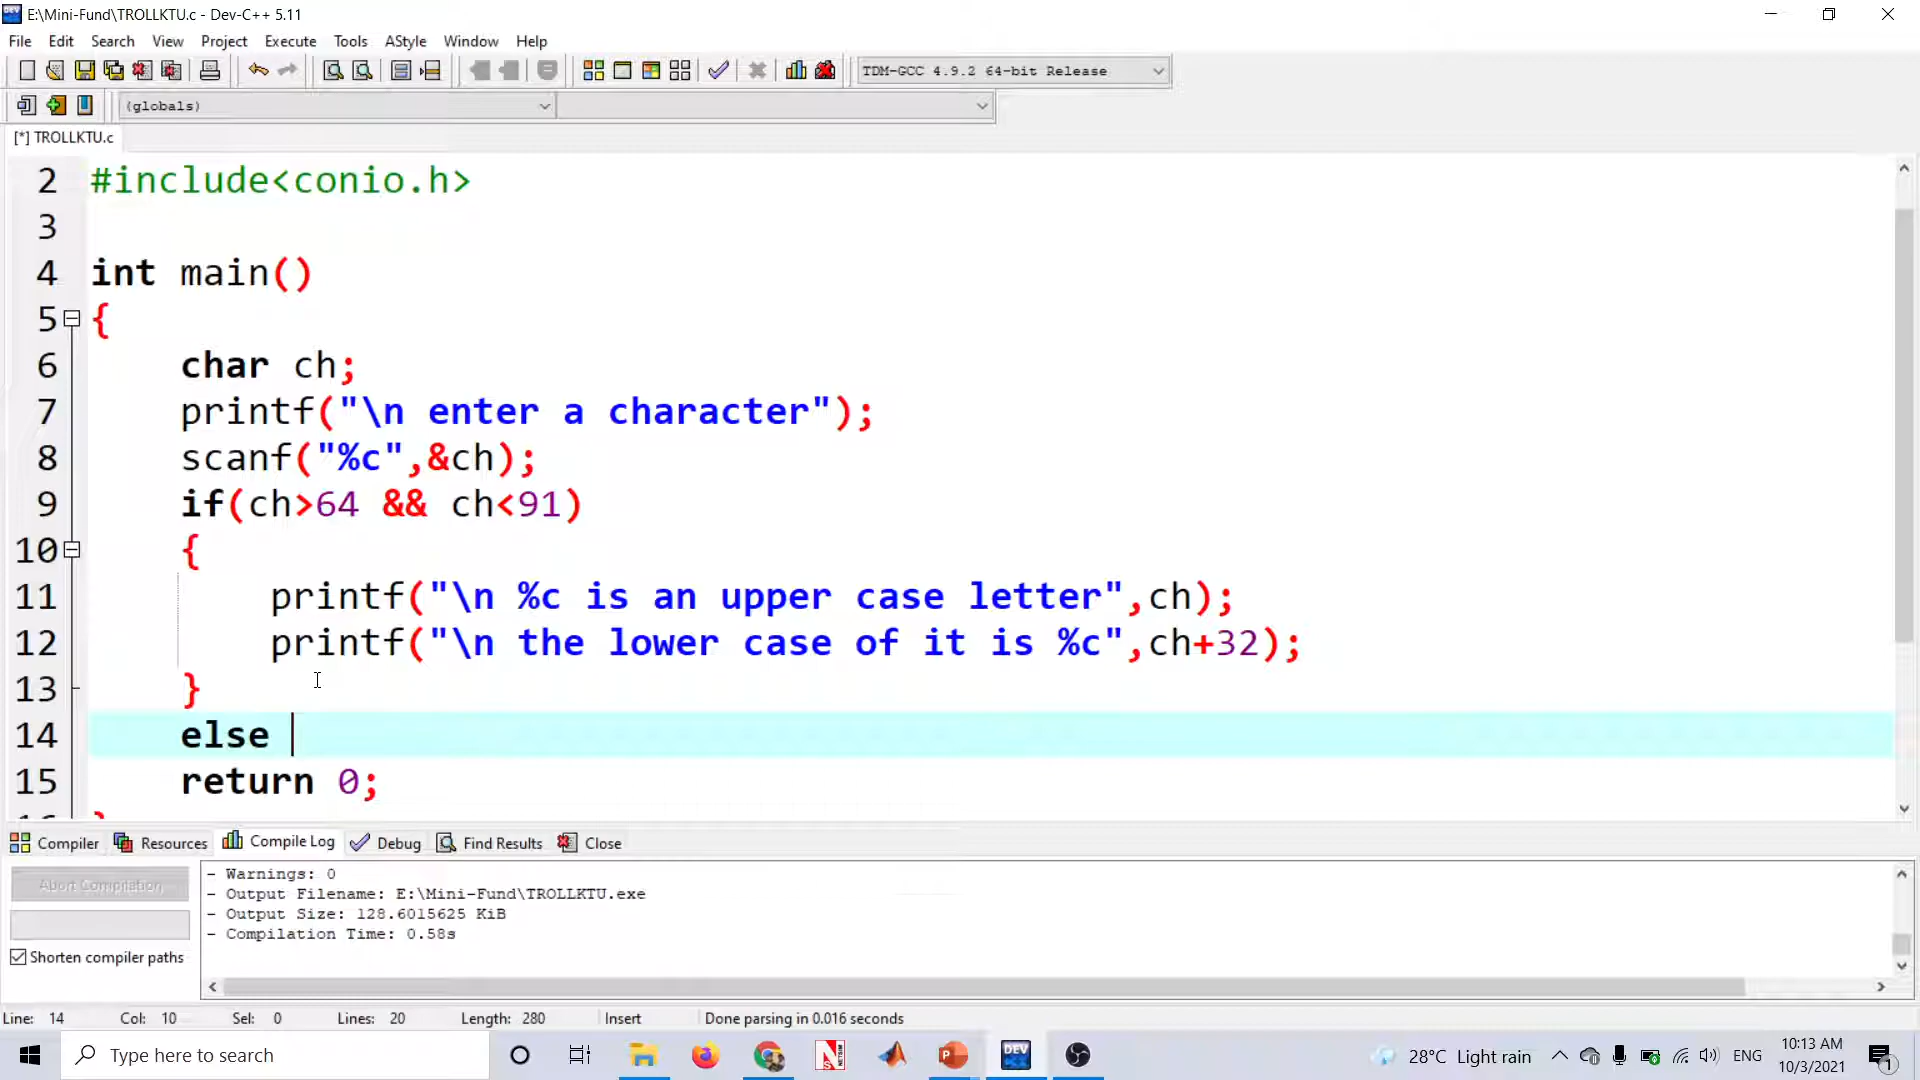 E:\Mini-Fund\TROLLKTU.c - Dev-C++ 5.11
File Edit Search View Project Execute Tools AStyle Window Help
TDM-GCC 4.9.2 64-bit Release
(globals)
[*] TROLLKTU.c
2 #include<conio.h>
3
4 int main()
5 {
6 char ch;
7 printf("\n enter a character");
8 scanf("%c",&ch);
9 if(ch>64 && ch<91)
10 {
11 printf("\n %c is an upper case letter",ch);
12 printf("\n the lower case of it is %c",ch+32);
13 }
14 else
15 return 0;
Compiler Resources Compile Log Debug Find Results Close
Abort Compilation
Shorten compiler paths
- Warnings: 0
- Output Filename: E:\Mini-Fund\TROLLKTU.exe
- Output Size: 128.6015625 KiB
- Compilation Time: 0.58s
Line: 14 Col: 10 Sel: 0 Lines: 20 Length: 280 Insert Done parsing in 0.016 seconds
Type here to search
DEV
28°C Light rain
ENG
10:13 AM
10/3/2021
1